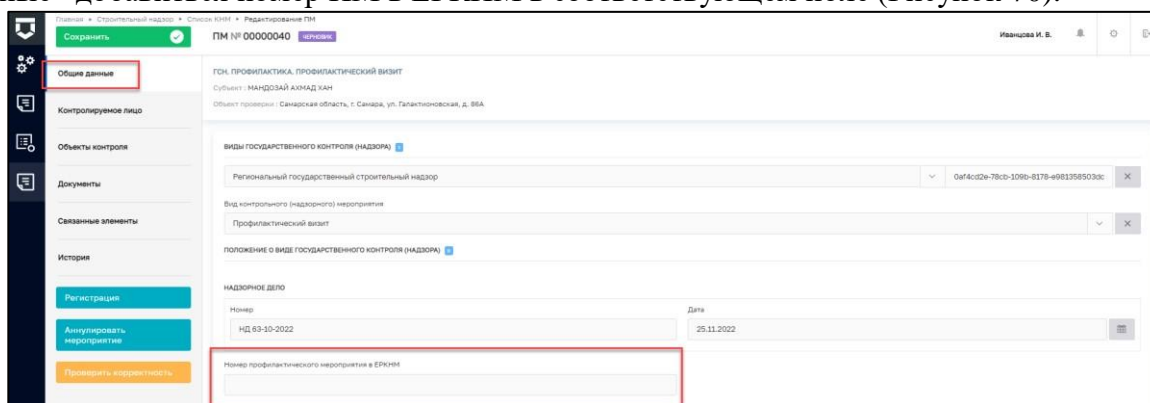 Главная • Строительный надзор • Список КНМ • Редактирование ПМ
Сохранить
ПМ № 00000040 ЧЕРНОВИК
Иванцова И. В.
Общие данные
Контролируемое лицо
Объекты контроля
Документы
Связанные элементы
История
Регистрация
Аннулировать
мероприятие
Проверить корректность
ГСН. ПРОФИЛАКТИКА. ПРОФИЛАКТИЧЕСКИЙ ВИЗИТ
Субъект : МАНДОЗАЙ АХМАД ХАН
Объект проверки : Самарская область, г. Самара, ул. Галактионовская, д. 86А
ВИДЫ ГОСУДАРСТВЕННОГО КОНТРОЛЯ (НАДЗОРА)
Региональный государственный строительный надзор
0af4cd2e-78cb-109b-8178-e981358503dc
Вид контрольного (надзорного) мероприятия
Профилактический визит
ПОЛОЖЕНИЕ О ВИДЕ ГОСУДАРСТВЕННОГО КОНТРОЛЯ (НАДЗОРА)
НАДЗОРНОЕ ДЕЛО
Номер
Дата
НД 63-10-2022
25.11.2022
Номер профилактического мероприятия в ЕРКНМ